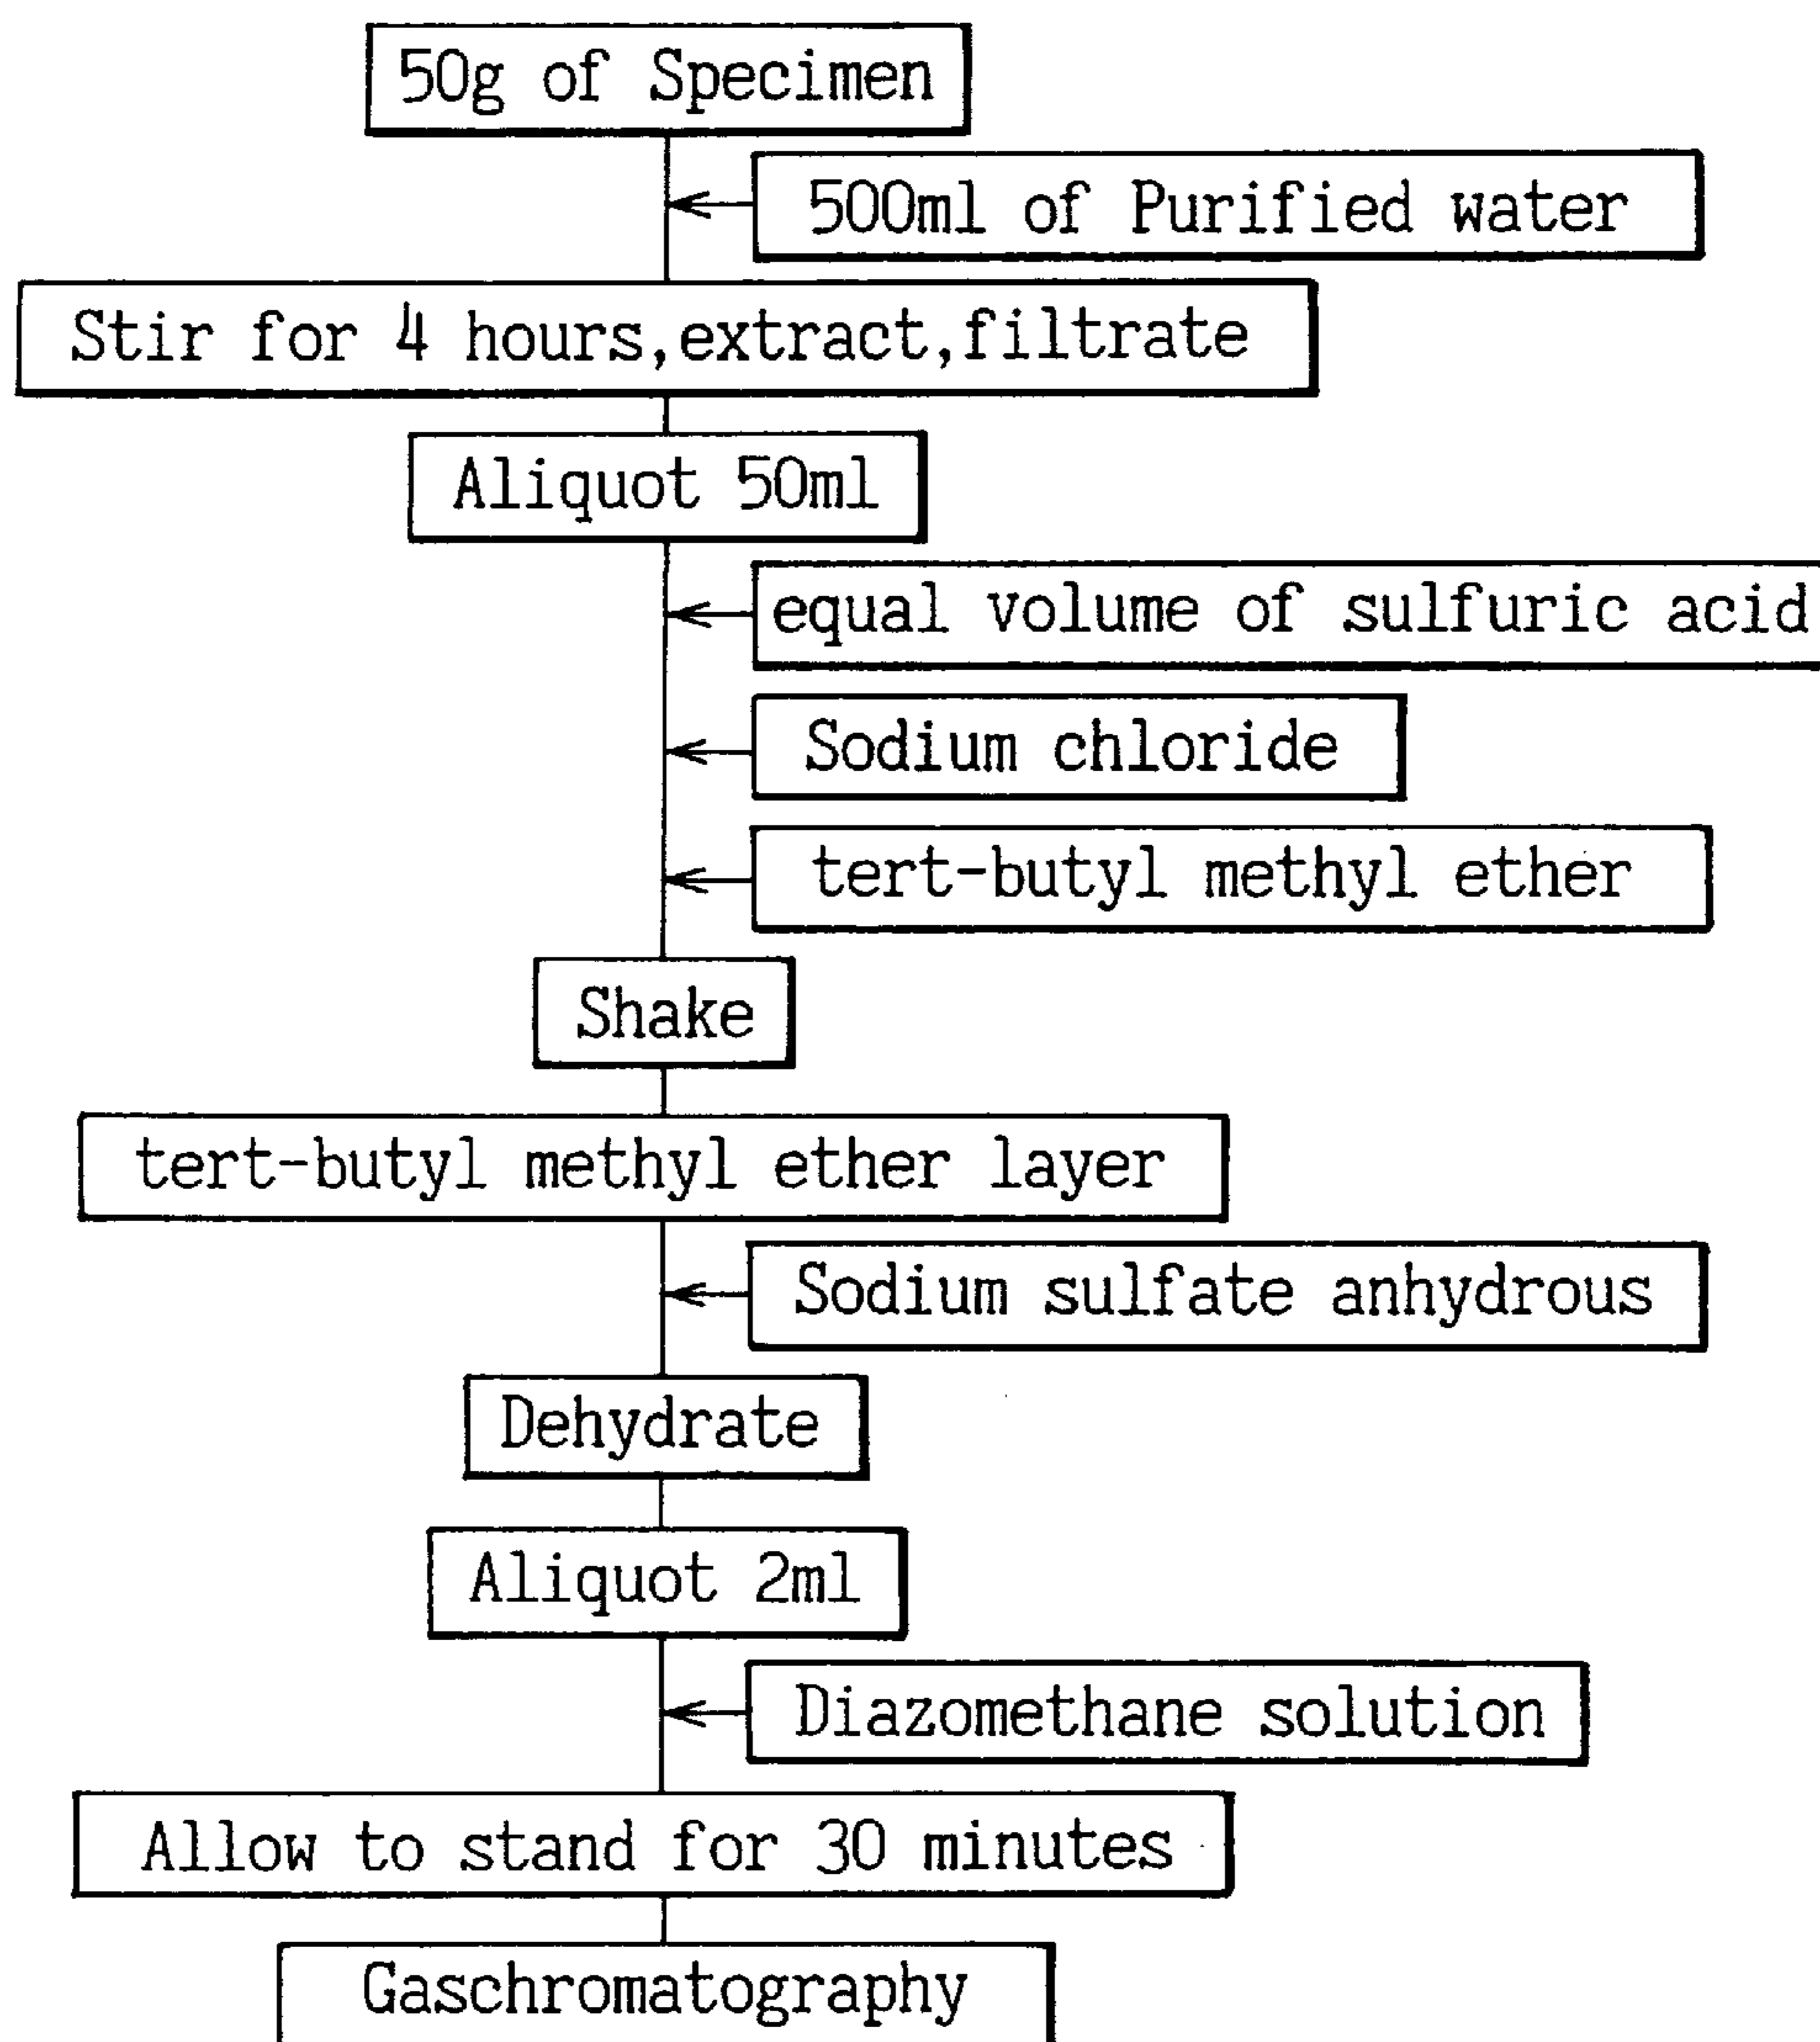 50g of Specimen
500ml of Purified water
Stir for 4 hours,extract,filtrate
Aliquot 50ml
equal volume of sulfuric acid
Sodium chloride
tert-butyl methyl ether
Shake
tert-butyl methyl ether layer
Sodium sulfate anhydrous
Dehydrate
Aliquot 2ml
Diazomethane solution
Allow to stand for 30 minutes
Gaschromatography